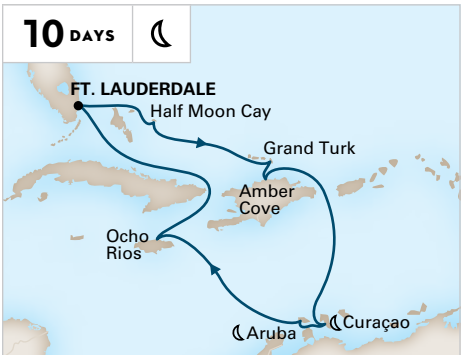 10 DAYS
FT. LAUDERDALE
Half Moon Cay
Grand Turk
Amber
Cove
Ocho
Rios
Curaçao
Aruba